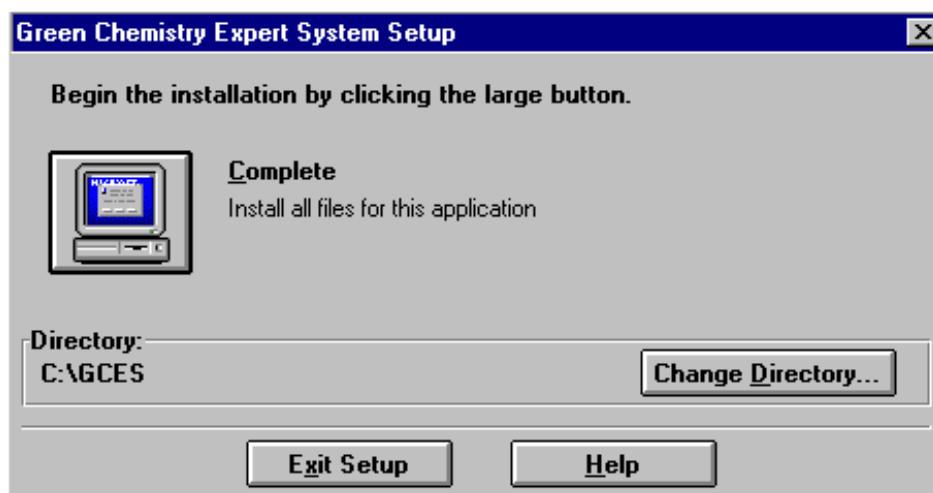 Green Chemistry Expert System Setup
Begin the installation by clicking the large button.
Complete
Install all files for this application
Directory:
C:\GCES
Change Directory...
Exit Setup
Help